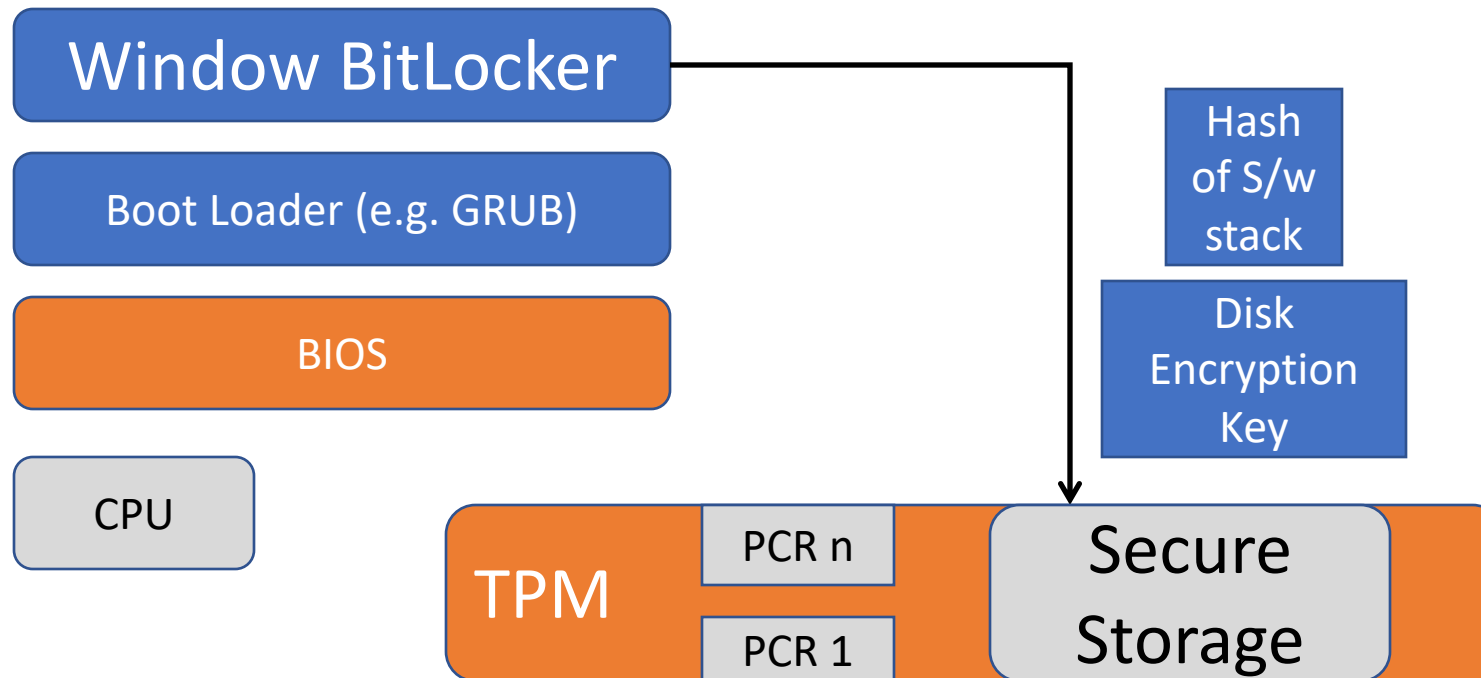 Window BitLocker
Boot Loader (e.g. GRUB)
BIOS
CPU
Hash
of S/w
stack
Disk
Encryption
Key
TPM
PCR n
PCR 1
Secure
Storage